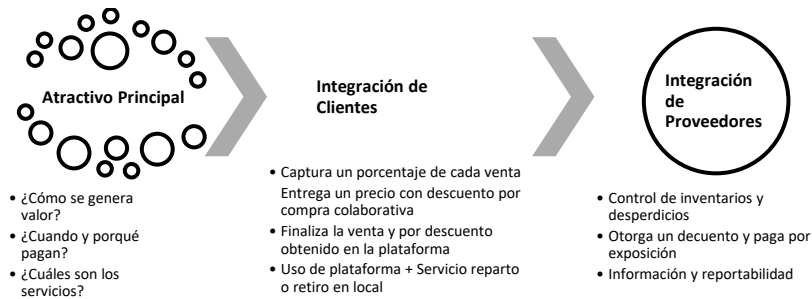 Atractivo Principal
• ¿Cómo se genera
valor?
• ¿Cuando y porqué
pagan?
• ¿Cuáles son los
servicios?
Integración de
Clientes
• Captura un porcentaje de cada venta
Entrega un precio con descuento por
compra colaborativa
• Finaliza la venta y por descuento
obtenido en la plataforma
• Uso de plataforma + Servicio reparto
o retiro en local
Integración
de
Proveedores
• Control de inventarios y
desperdicios
• Otorga un decuento y paga por
exposición
• Información y reportabilidad